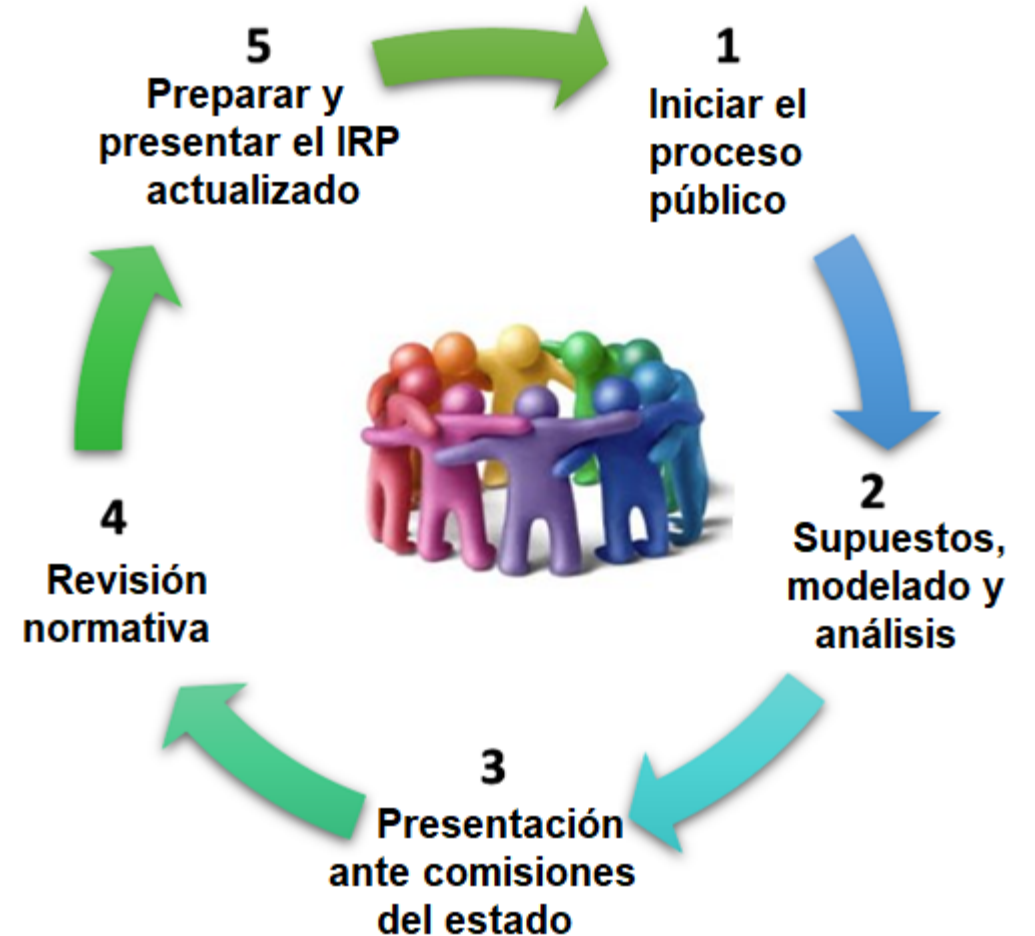 1
Iniciar el
proceso
público
2
Supuestos,
modelado y
análisis
3
Presentación
ante comisiones
del estado
4
Revisión
normativa
5
Preparar y
presentar el IRP
actualizado